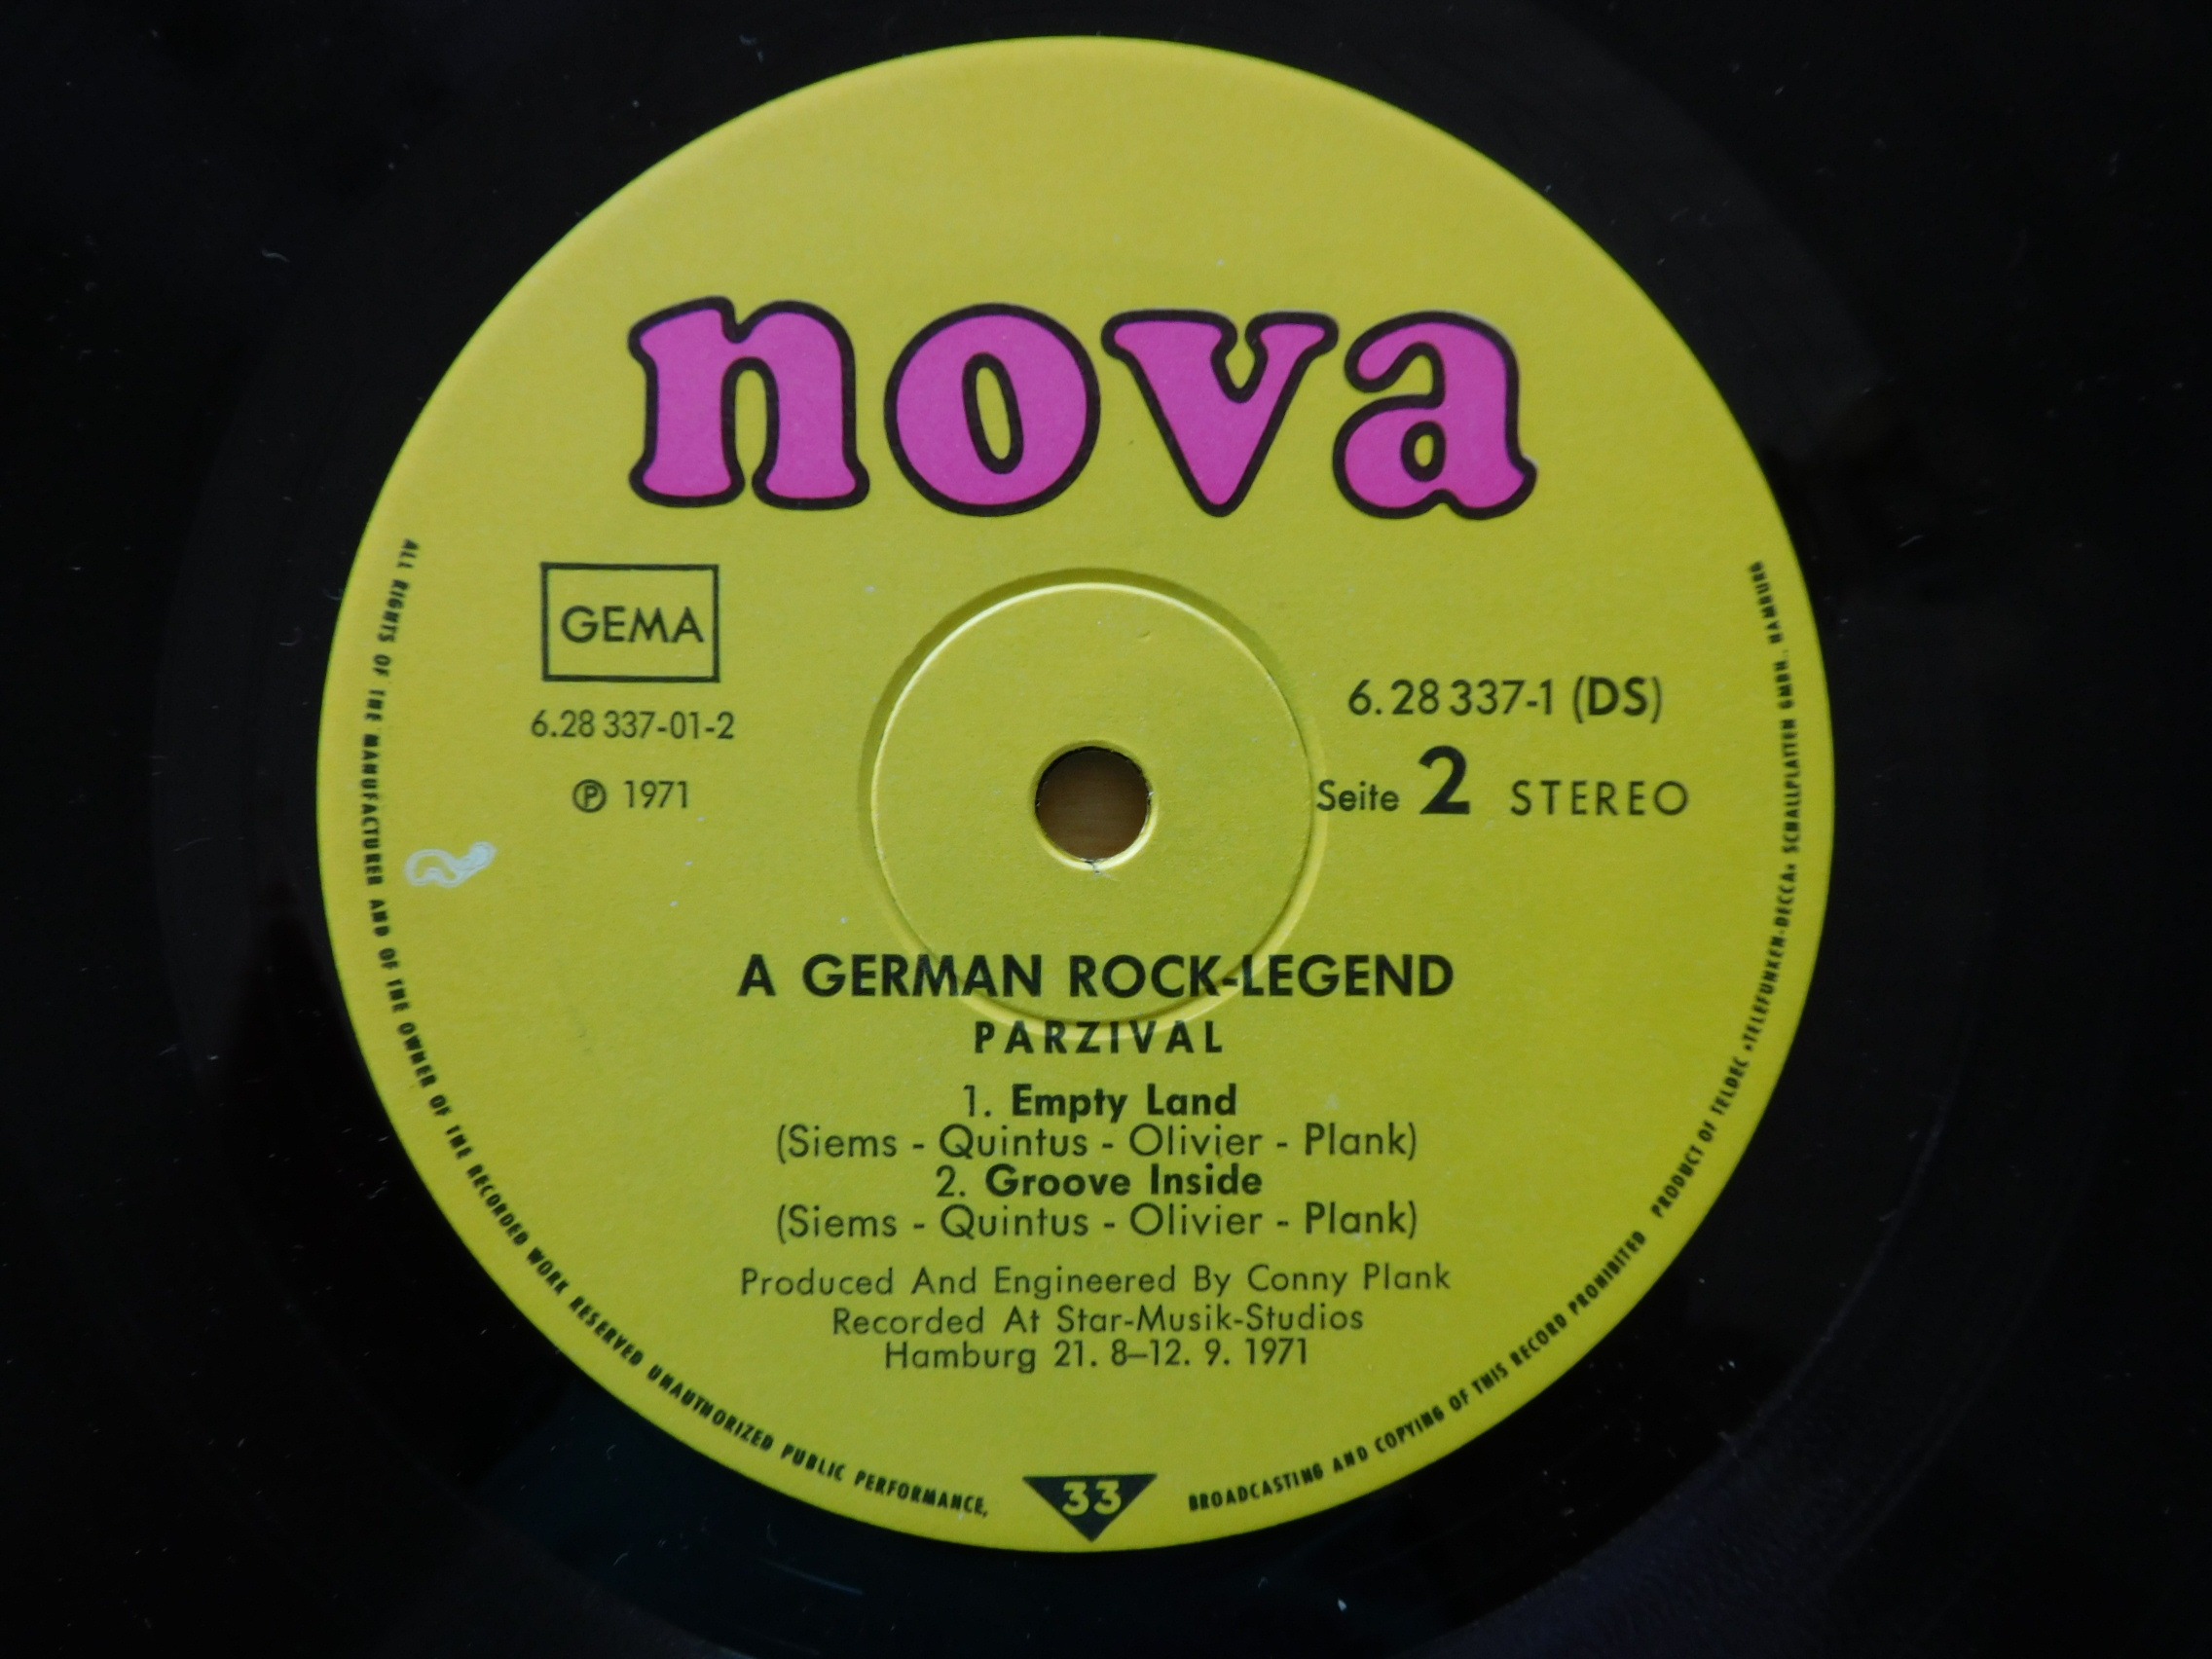 nova
GEMA
6.28 337-01-2
Ⓟ 1971
6.28 337-1 (DS)
Seite 2 STEREO
A GERMAN ROCK-LEGEND
PARZIVAL
1. Empty Land
(Siems - Quintus - Olivier - Plank)
2. Groove Inside
(Siems - Quintus - Olivier - Plank)
Produced And Engineered By Conny Plank
Recorded At Star-Musik-Studios
Hamburg 21. 8–12. 9. 1971
33
ALL RIGHTS OF THE MANUFACTURER AND OF THE OWNER OF THE RECORDED WORK RESERVED UNAUTHORIZED PUBLIC PERFORMANCE, BROADCASTING AND COPYING OF THIS RECORD PROHIBITED PRODUCT OF TELDEC »TELEFUNKEN-DECCA« SCHALLPLATTEN GMBH., HAMBURG